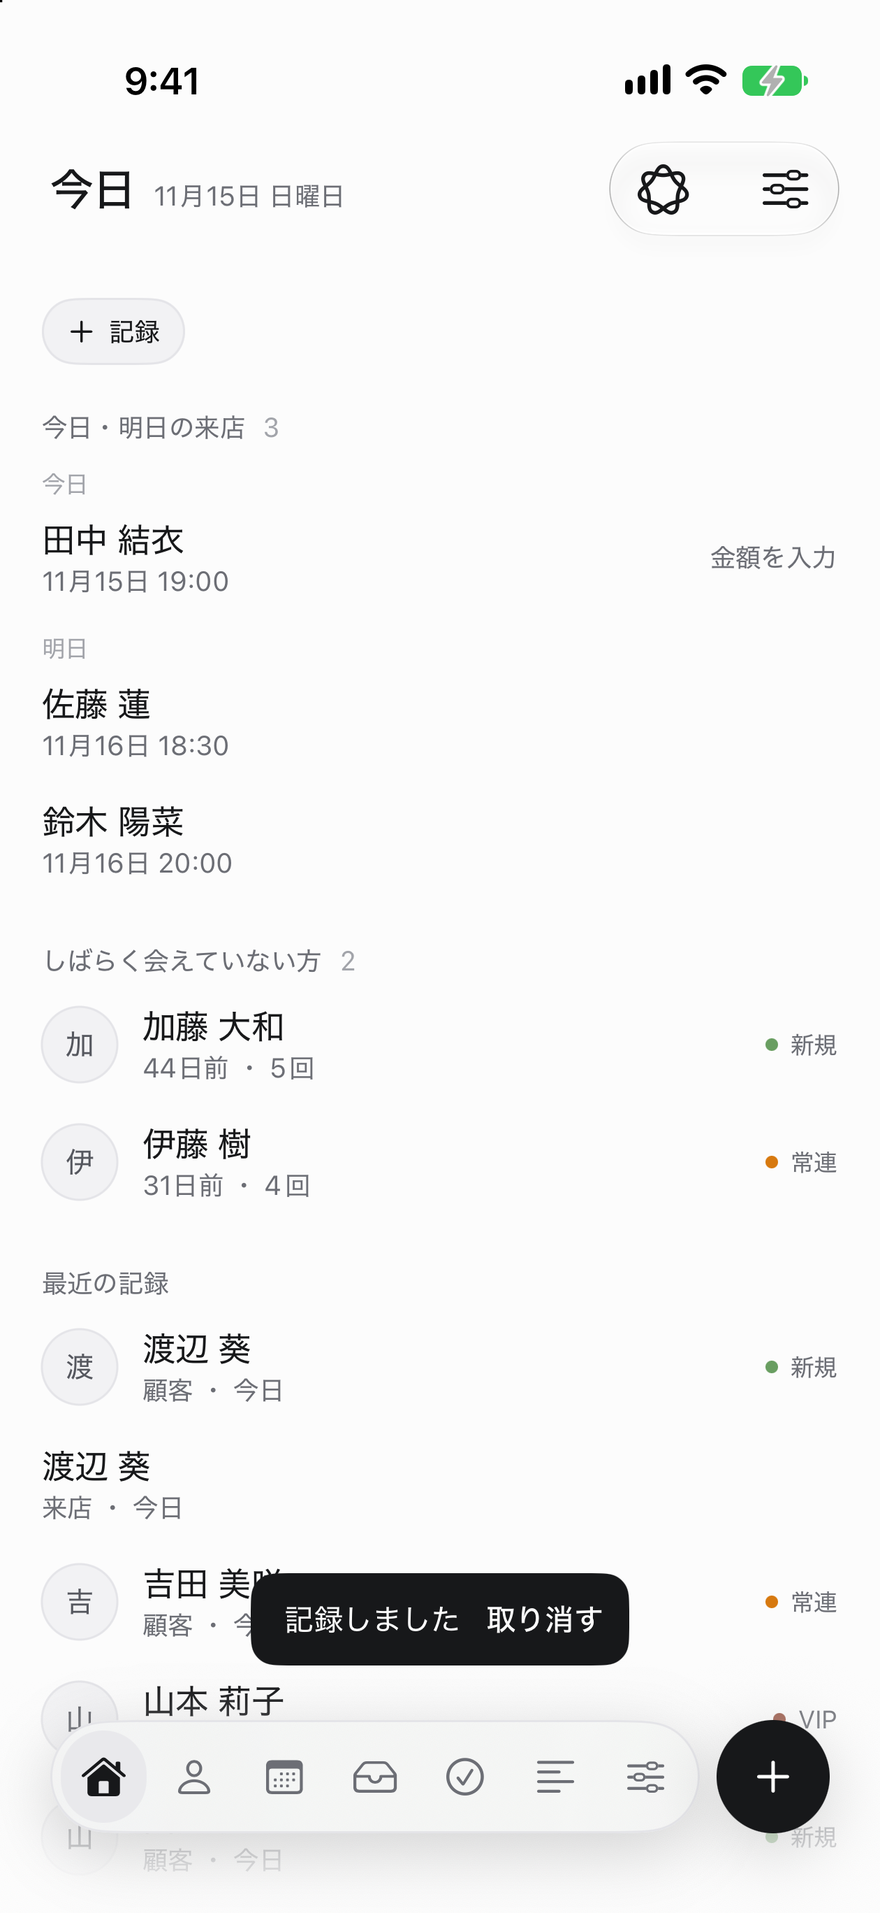 9:41
今日 11月15日 日曜日
記録
今日・明日の来店 3
今日
田中 結衣
11月15日 19:00
金額を入力
明日
佐藤 蓮
11月16日 18:30
鈴木 陽菜
11月16日 20:00
しばらく会えていない方 2
加
加藤 大和
44日前 ・ 5回
新規
伊
伊藤 樹
31日前 ・ 4回
常連
最近の記録
渡
渡辺 葵
顧客 ・ 今日
新規
渡辺 葵
来店 ・ 今日
吉
吉田 美
顧客 ・
常連
記録しました 取り消す
山
山本 莉子
VIP
山
顧客 ・ 今日
新規